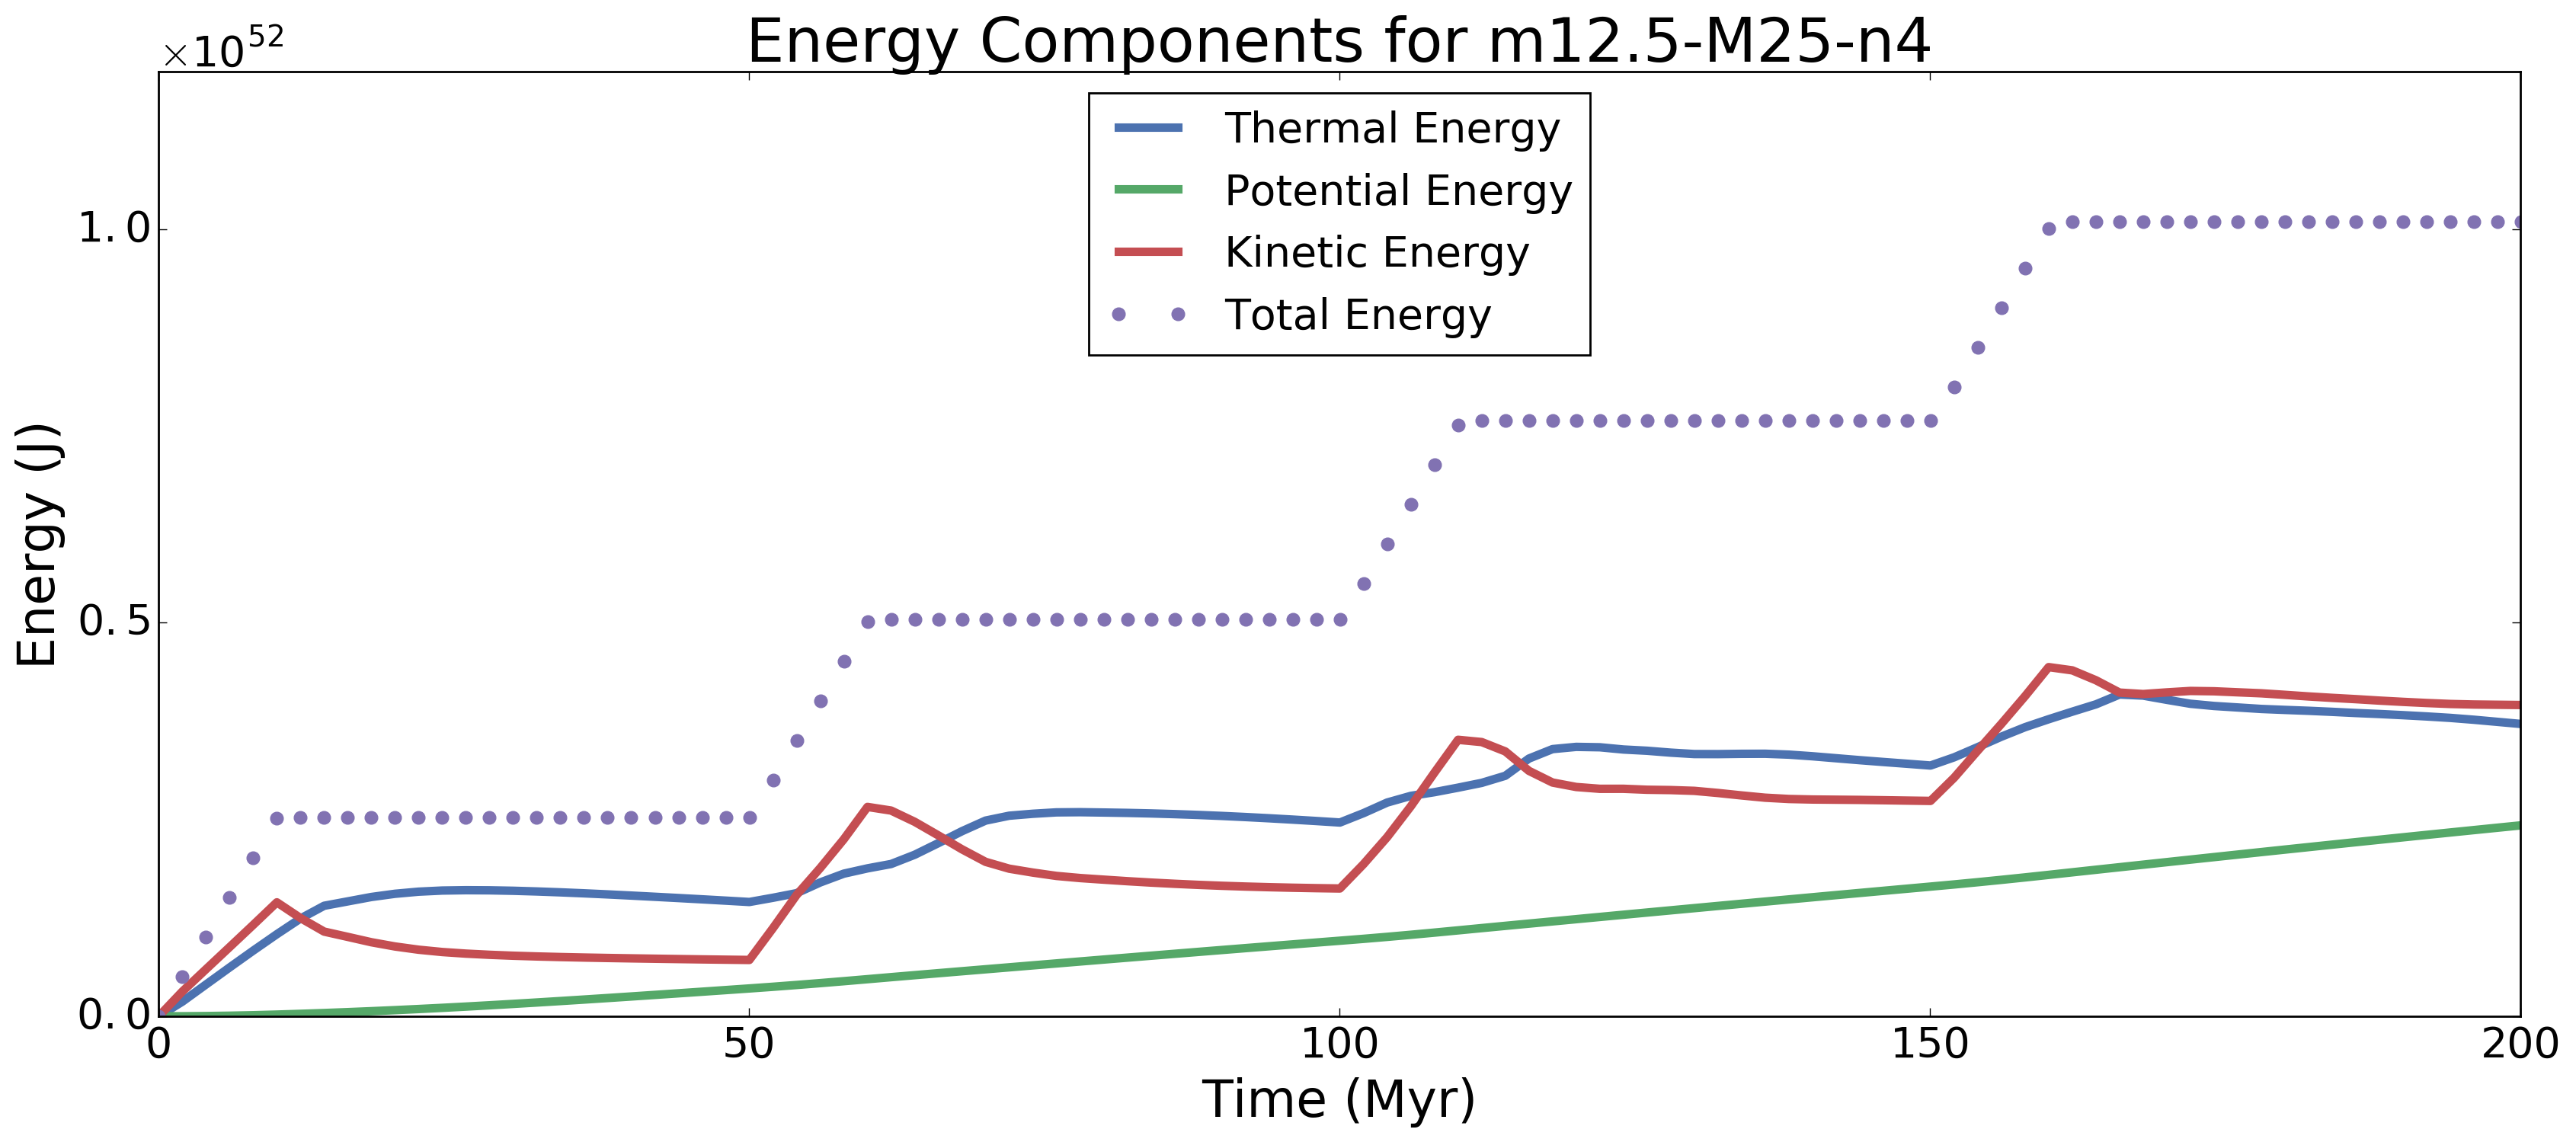 Energy Components for m12.5-M25-n4
×10^52
Thermal Energy
Potential Energy
Kinetic Energy
Total Energy
1.0
0.5
0.0
Energy (J)
0 50 100 150 200
Time (Myr)